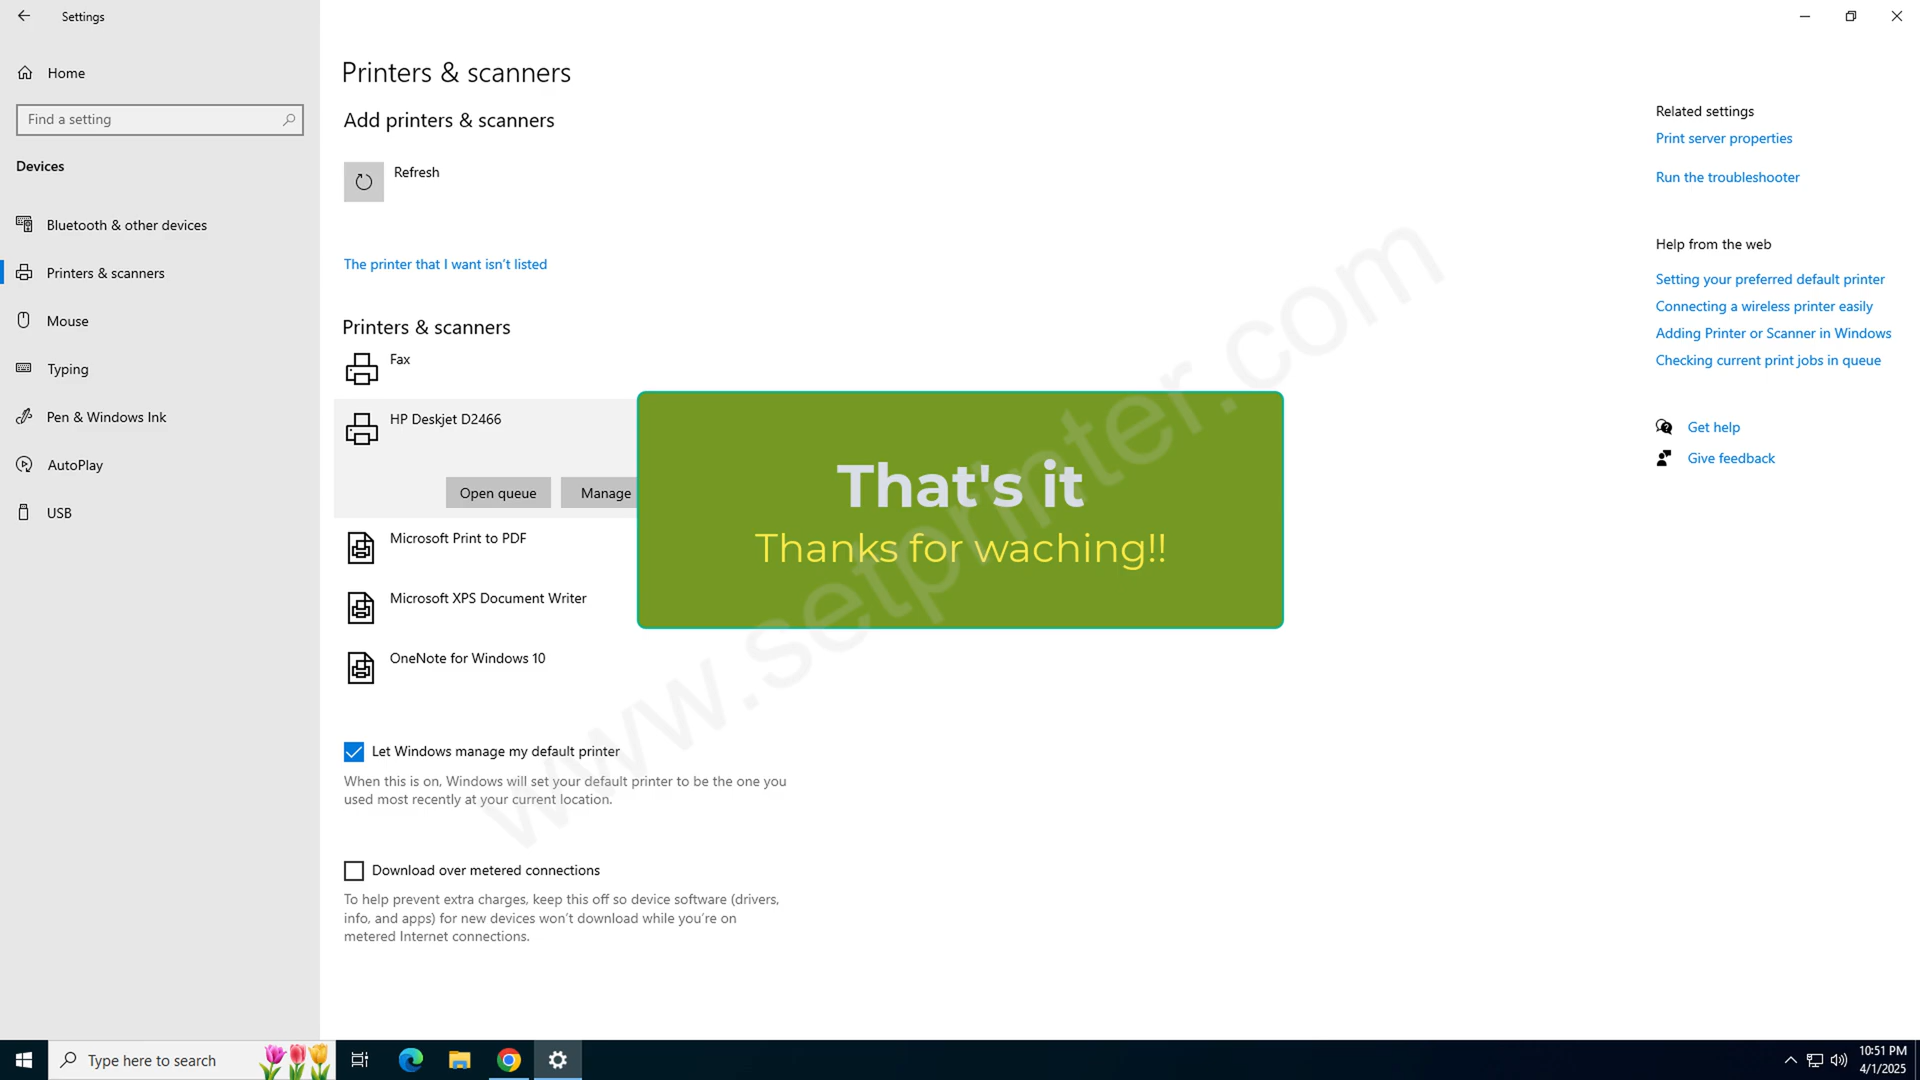 Settings
Home
Find a setting
Devices
Bluetooth & other devices
Printers & scanners
Mouse
Typing
Pen & Windows Ink
AutoPlay
USB
Printers & scanners
Add printers & scanners
Refresh
The printer that I want isn't listed
Printers & scanners
Fax
HP Deskjet D2466
Open queue
Manage
Microsoft Print to PDF
Microsoft XPS Document Writer
OneNote for Windows 10
Let Windows manage my default printer
When this is on, Windows will set your default printer to be the one you
used most recently at your current location.
Download over metered connections
To help prevent extra charges, keep this off so device software (drivers,
info, and apps) for new devices won't download while you're on
metered Internet connections.
That's it
Thanks for waching!!
www.setprinter.com
Related settings
Print server properties
Run the troubleshooter
Help from the web
Setting your preferred default printer
Connecting a wireless printer easily
Adding Printer or Scanner in Windows
Checking current print jobs in queue
Get help
Give feedback
Type here to search
10:51 PM
4/1/2025